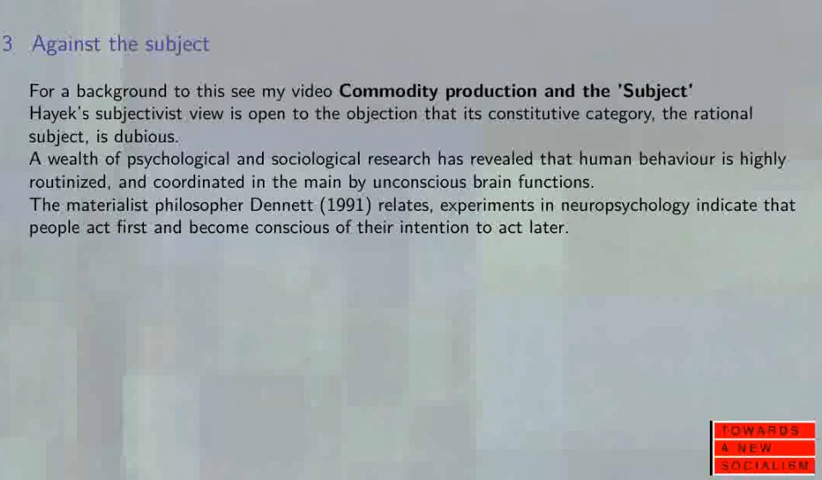 3 Against the subject
For a background to this see my video Commodity production and the 'Subject'
Hayek's subjectivist view is open to the objection that its constitutive category, the rational
subject, is dubious.
A wealth of psychological and sociological research has revealed that human behaviour is highly
routinized, and coordinated in the main by unconscious brain functions.
The materialist philosopher Dennett (1991) relates, experiments in neuropsychology indicate that
people act first and become conscious of their intention to act later.
TOWARDS
A NEW
SOCIALISM